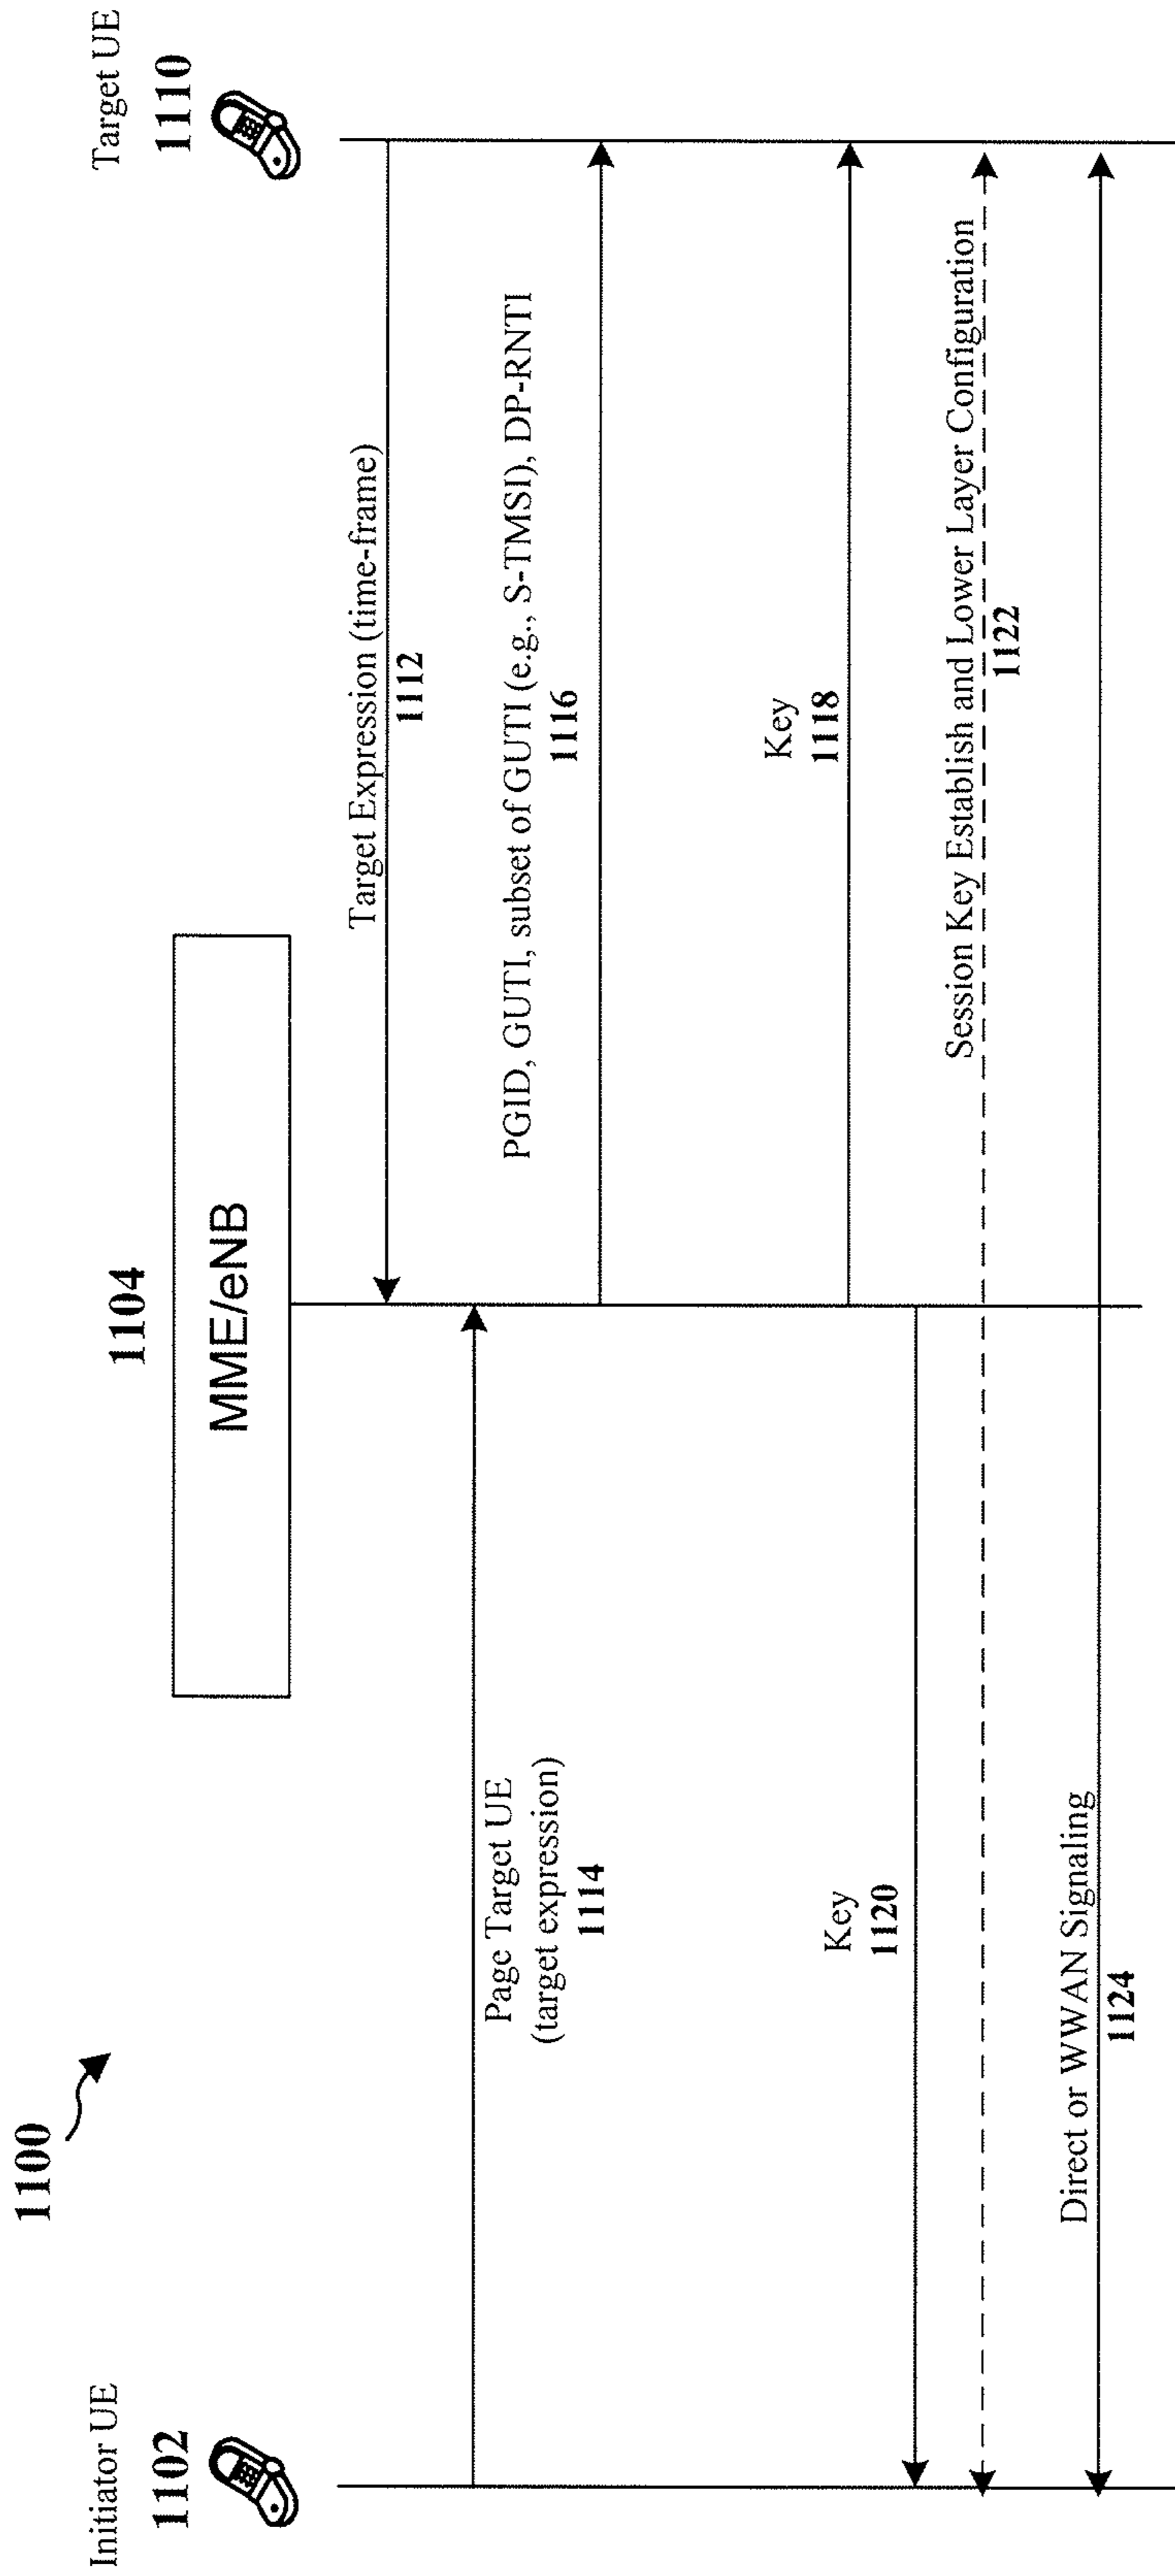 1100
Initiator UE
1102
1104
MME/eNB
Target UE
1110
Target Expression (time-frame)
1112
Page Target UE
(target expression)
1114
PGID, GUTI, subset of GUTI (e.g., S-TMSI), DP-RNTI
1116
Key
1118
Key
1120
Session Key Establish and Lower Layer Configuration
1122
Direct or WWAN Signaling
1124